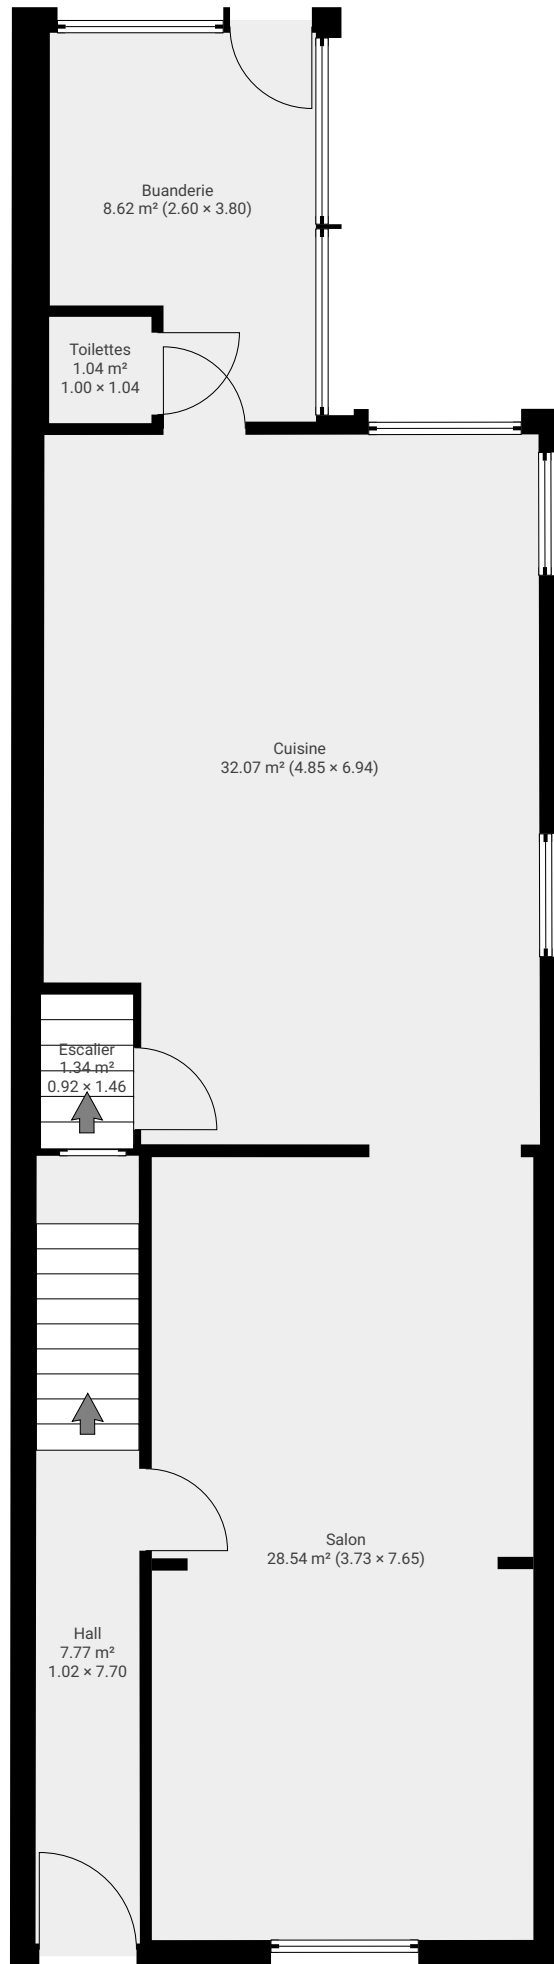 Buanderie
8.62 m² (2.60 × 3.80)
Toilettes
1.04 m²
1.00 × 1.04
Cuisine
32.07 m² (4.85 × 6.94)
Escalier
1.34 m²
0.92 × 1.46
Salon
28.54 m² (3.73 × 7.65)
Hall
7.77 m²
1.02 × 7.70